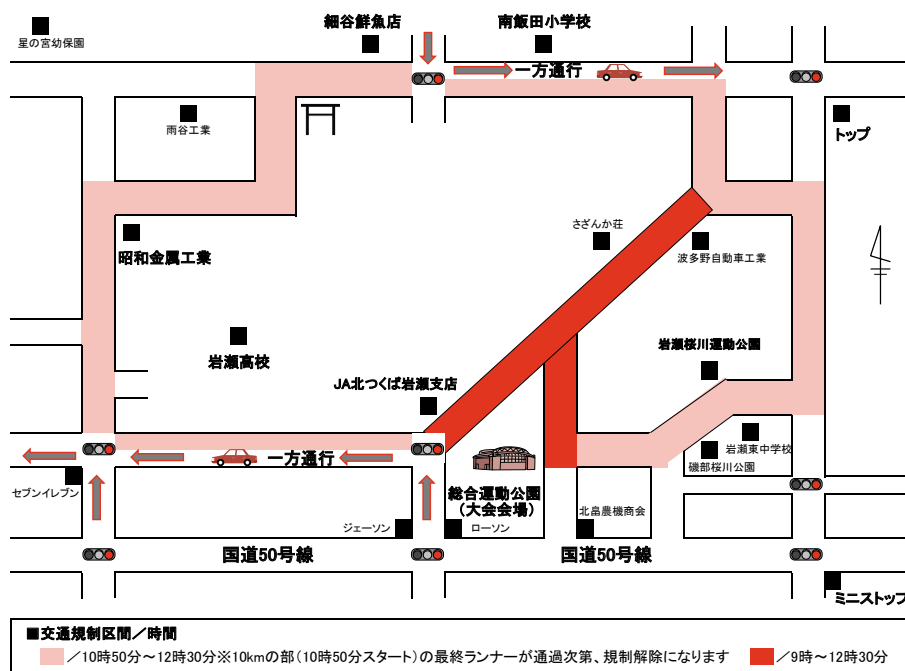 細谷鮮魚店
南飯田小学校
星の宮幼保園
一方通行
雨谷工業
トップ
さざんか荘
昭和金属工業
波多野自動車工業
岩瀬高校
岩瀬桜川運動公園
JA北つくば岩瀬支店
岩瀬東中学校
一方通行
磯部桜川公園
セブンイレブン
総合運動公園
(大会会場)
北畠農機商会
ジェーソン
ローソン
国道50号線
国道50号線
ミニストップ
■交通規制区間/時間
/10時50分~12時30分※10kmの部(10時50分スタート)の最終ランナーが通過次第、規制解除になります
/9時~12時30分